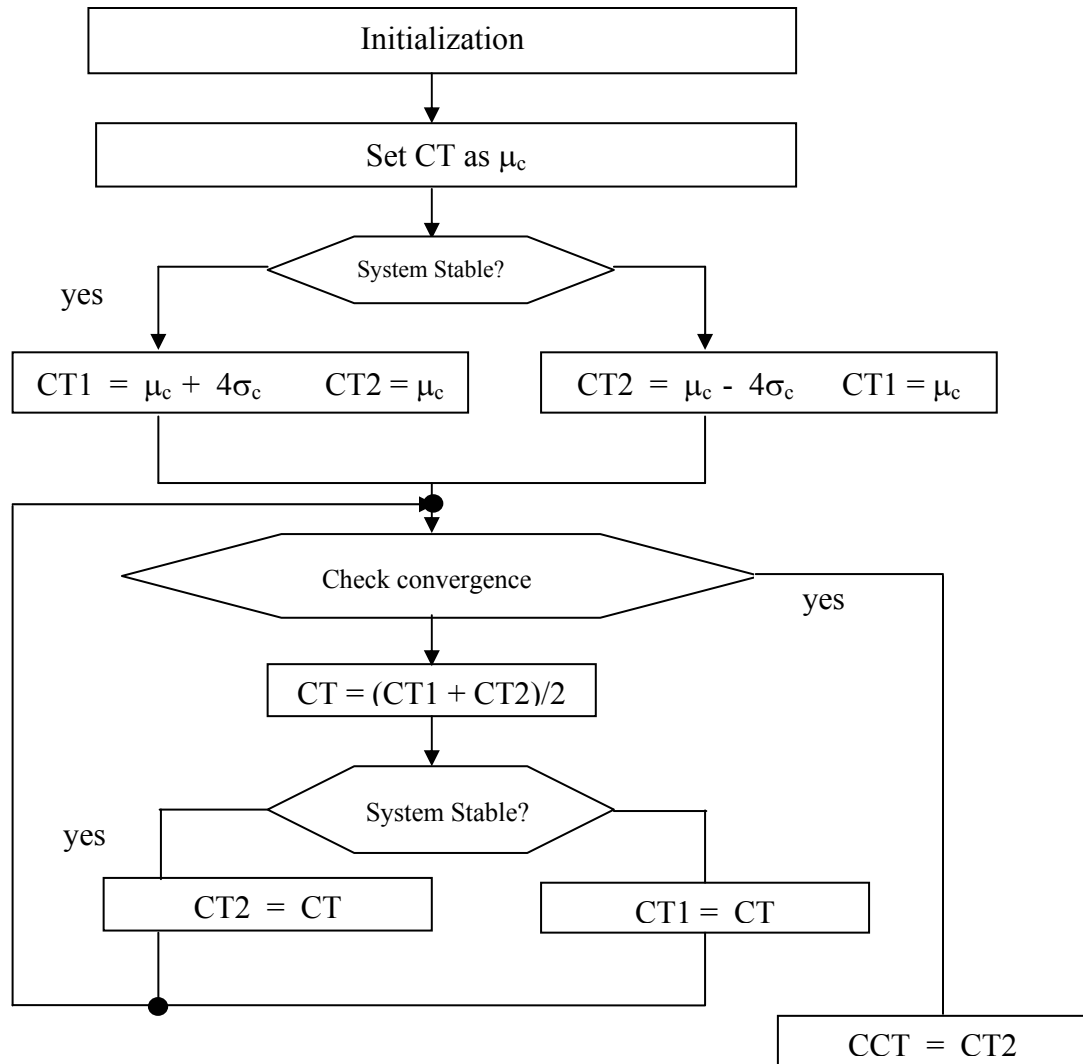 Initialization
Set CT as μc
System Stable?
yes
CT1 = μc + 4σc CT2 = μc
CT2 = μc - 4σc CT1 = μc
Check convergence
yes
CT = (CT1 + CT2)/2
System Stable?
yes
CT2 = CT
CT1 = CT
CCT = CT2